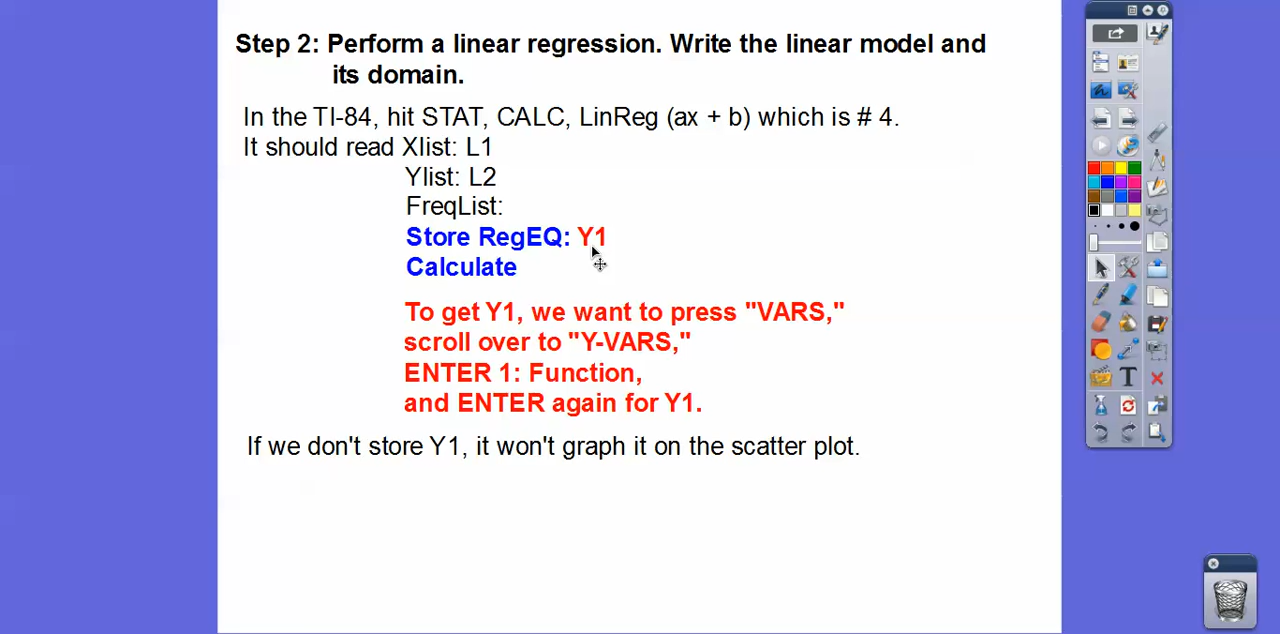 Step 2: Perform a linear regression. Write the linear model and
its domain.
In the TI-84, hit STAT, CALC, LinReg (ax + b) which is # 4.
It should read Xlist: L1
Ylist: L2
FreqList:
Store RegEQ: Y1
Calculate
To get Y1, we want to press "VARS,"
scroll over to "Y-VARS,"
ENTER 1: Function,
and ENTER again for Y1.
If we don't store Y1, it won't graph it on the scatter plot.
T